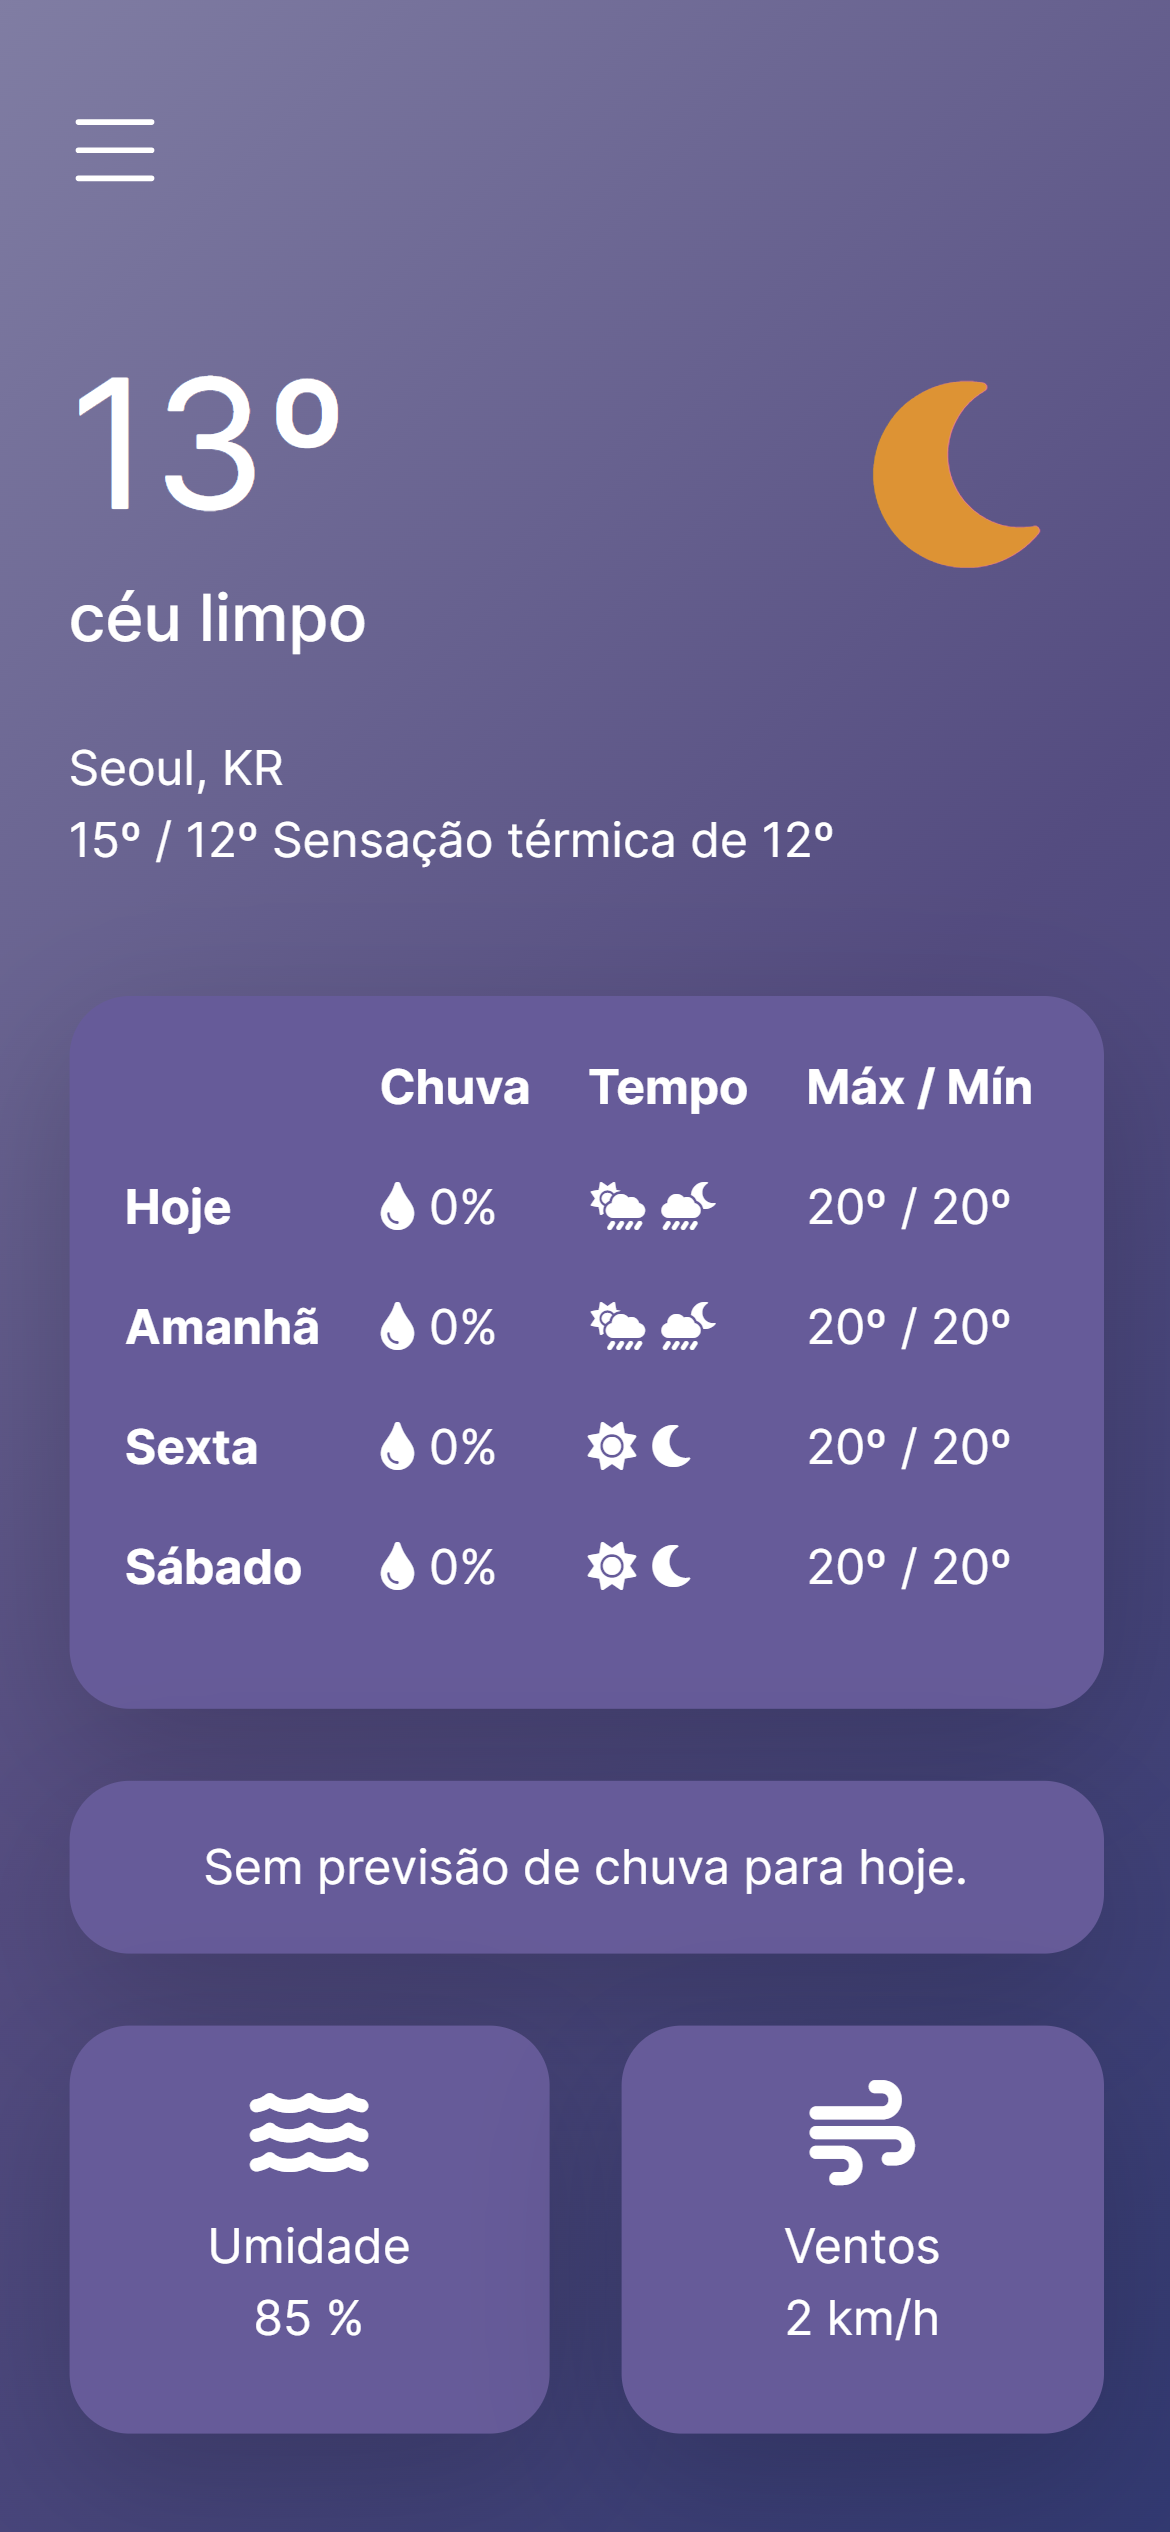 13º
céu limpo
Seoul, KR
15º / 12º Sensação térmica de 12º
Chuva Tempo Máx / Mín
Hoje 0% 20º / 20º
Amanhã 0% 20º / 20º
Sexta 0% 20º / 20º
Sábado 0% 20º / 20º
Sem previsão de chuva para hoje.
Umidade
85 %
Ventos
2 km/h